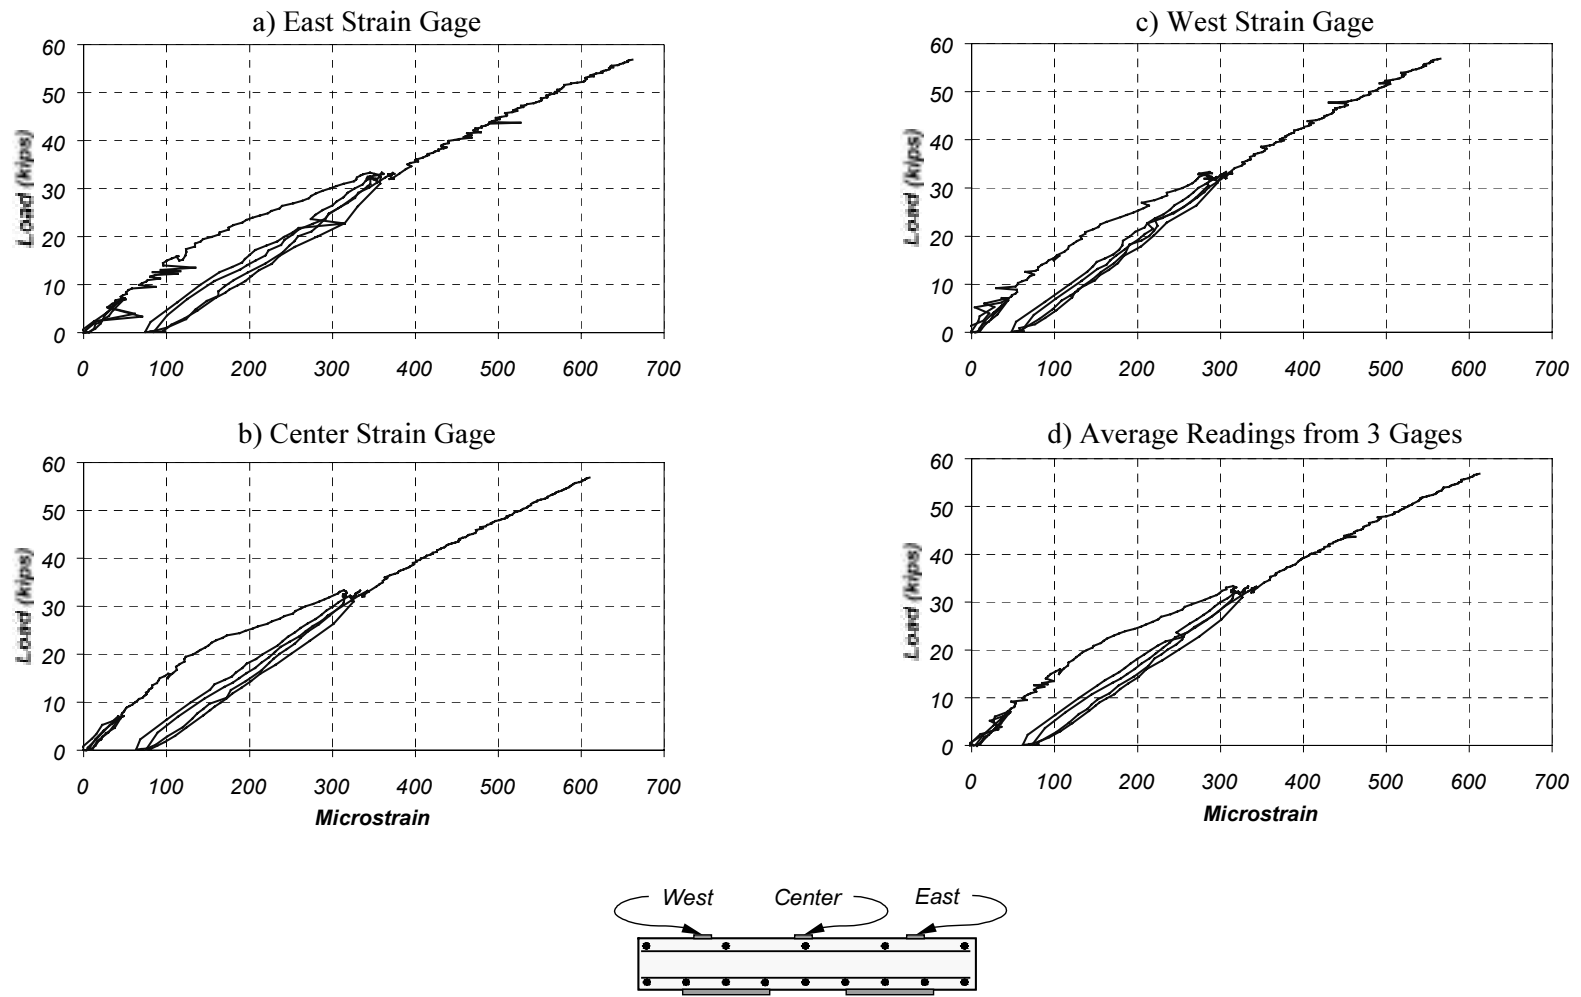 a) East Strain Gage
60
50
40
30
20
10
0
Load (kips)
0 100 200 300 400 500 600 700
c) West Strain Gage
60
50
40
30
20
10
0
Load (kips)
0 100 200 300 400 500 600 700
b) Center Strain Gage
60
50
40
30
20
10
0
Load (kips)
0 100 200 300 400 500 600 700
Microstrain
d) Average Readings from 3 Gages
60
50
40
30
20
10
0
Load (kips)
0 100 200 300 400 500 600 700
Microstrain
West Center East